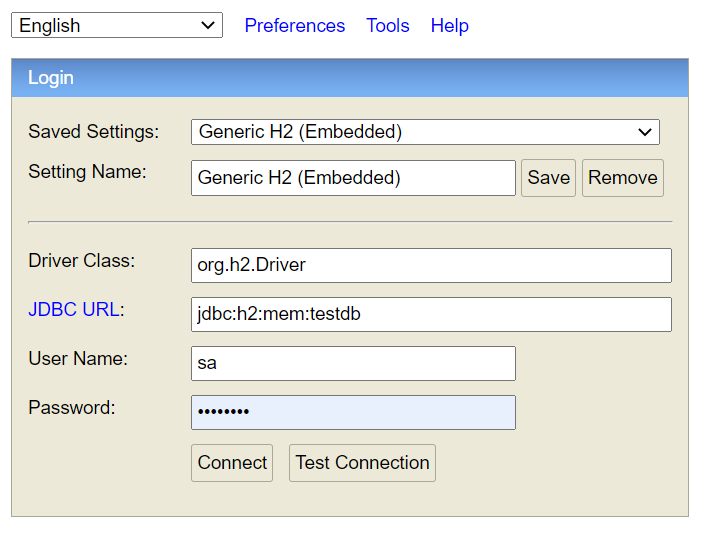 English Preferences Tools Help
Login
Saved Settings: Generic H2 (Embedded)
Setting Name: Generic H2 (Embedded) Save Remove
Driver Class: org.h2.Driver
JDBC URL: jdbc:h2:mem:testdb
User Name: sa
Password: ••••••••
Connect Test Connection